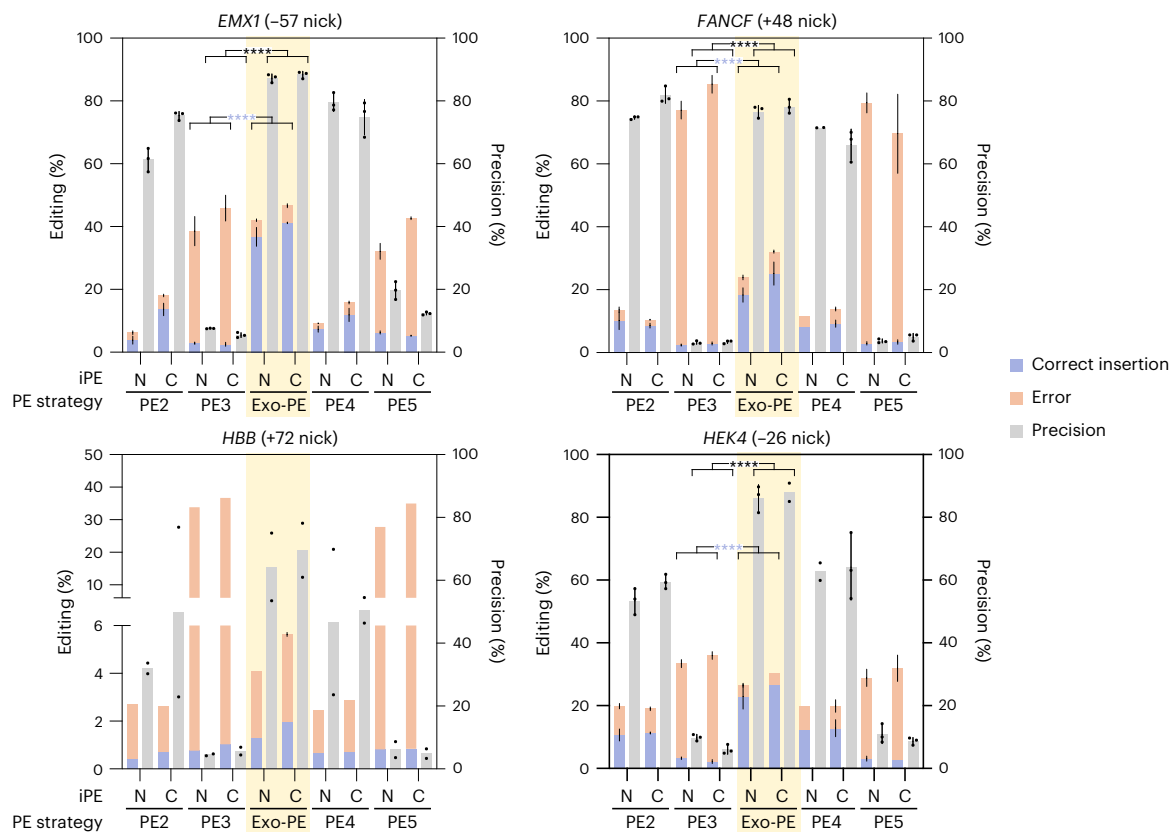 EMX1 (−57 nick)
100 100
80 80
60 60
40 40
20 20
0 0
Editing (%)
Precision (%)
****
****
iPE N C N C N C N C N C
PE strategy PE2 PE3 Exo-PE PE4 PE5
FANCF (+48 nick)
100 100
80 80
60 60
40 40
20 20
0 0
Editing (%)
Precision (%)
****
****
N C N C N C N C N C
PE2 PE3 Exo-PE PE4 PE5
Correct insertion
Error
Precision
HBB (+72 nick)
50 100
40
30 80
20
10 60
6
40
4
2 20
0 0
Editing (%)
Precision (%)
iPE N C N C N C N C N C
PE strategy PE2 PE3 Exo-PE PE4 PE5
HEK4 (−26 nick)
100 100
80 80
60 60
40 40
20 20
0 0
Editing (%)
Precision (%)
****
****
N C N C N C N C N C
PE2 PE3 Exo-PE PE4 PE5